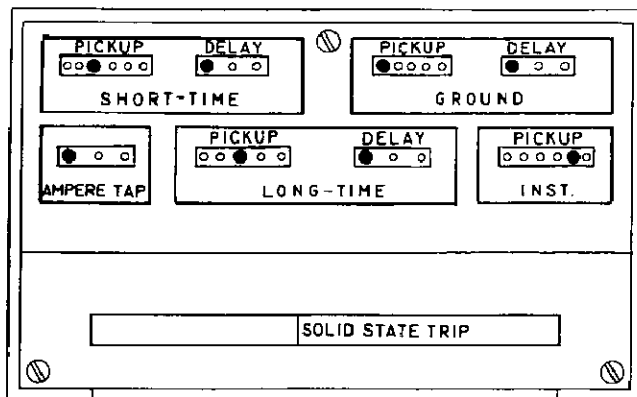 PICKUP DELAY
SHORT-TIME
PICKUP DELAY
GROUND
AMPERE TAP
PICKUP DELAY
LONG-TIME
PICKUP
INST.
SOLID STATE TRIP